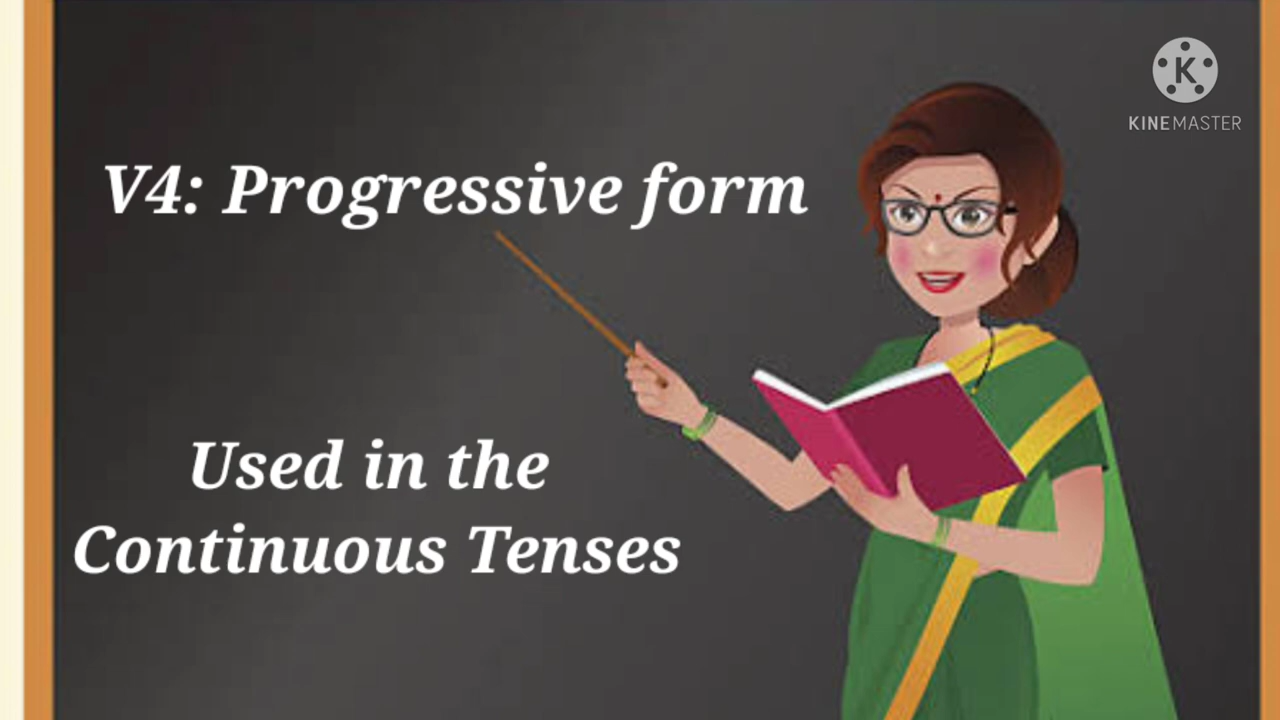 V4: Progressive form
Used in the
Continuous Tenses
K
KINEMASTER